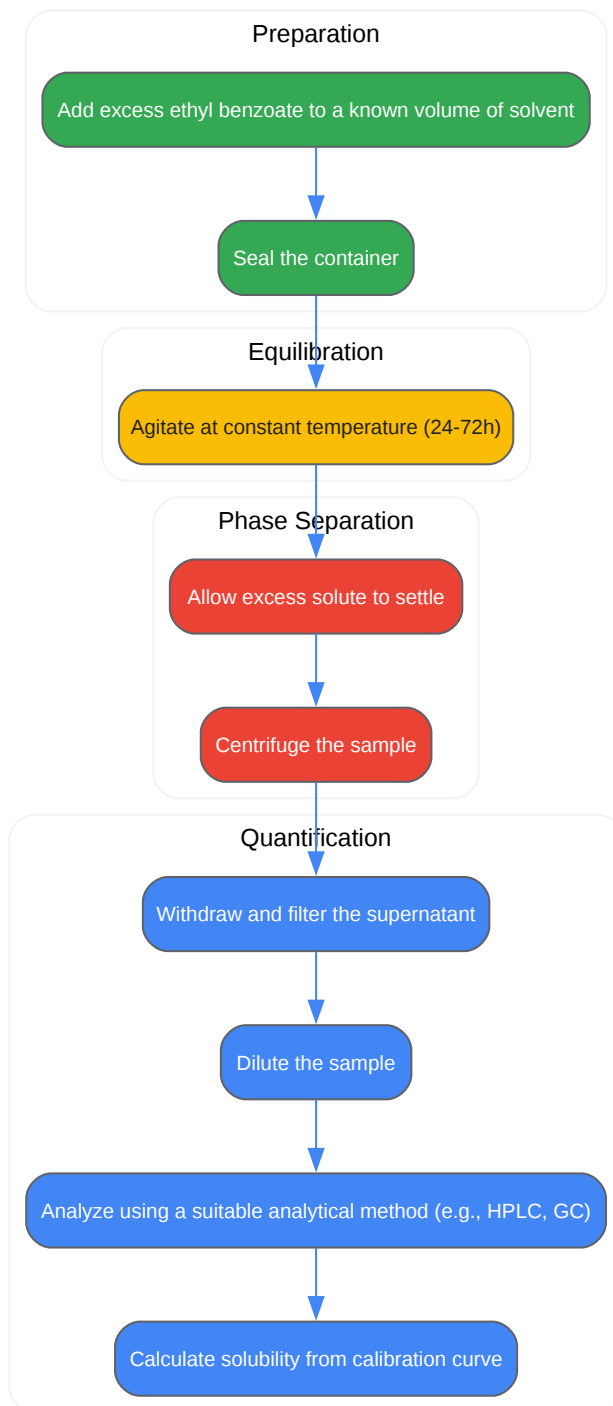 Preparation
Add excess ethyl benzoate to a known volume of solvent
Seal the container
Equilibration
Agitate at constant temperature (24-72h)
Phase Separation
Allow excess solute to settle
Centrifuge the sample
Quantification
Withdraw and filter the supernatant
Dilute the sample
Analyze using a suitable analytical method (e.g., HPLC, GC)
Calculate solubility from calibration curve